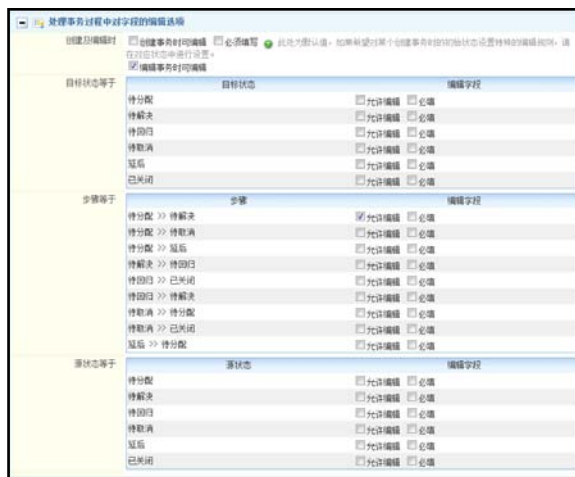 处理事务过程中对字段的编辑选项
创建及编辑时 创建事务时可编辑 必须填写 此处为默认值，如果希望对某个创建事务时的初始状态设置特殊的编辑规则，请
在对应状态中进行设置。
编辑事务时可编辑
目标状态等于 目标状态 编辑字段
待分配 允许编辑 必填
待解决 允许编辑 必填
待回归 允许编辑 必填
待取消 允许编辑 必填
延后 允许编辑 必填
已关闭 允许编辑 必填
步骤等于 步骤 编辑字段
待分配 >> 待解决 允许编辑 必填
待分配 >> 待取消 允许编辑 必填
待分配 >> 延后 允许编辑 必填
待解决 >> 待回归 允许编辑 必填
待回归 >> 已关闭 允许编辑 必填
待回归 >> 待解决 允许编辑 必填
待取消 >> 待分配 允许编辑 必填
待取消 >> 已关闭 允许编辑 必填
延后 >> 待分配 允许编辑 必填
源状态等于 源状态 编辑字段
待分配 允许编辑 必填
待解决 允许编辑 必填
待回归 允许编辑 必填
待取消 允许编辑 必填
延后 允许编辑 必填
已关闭 允许编辑 必填